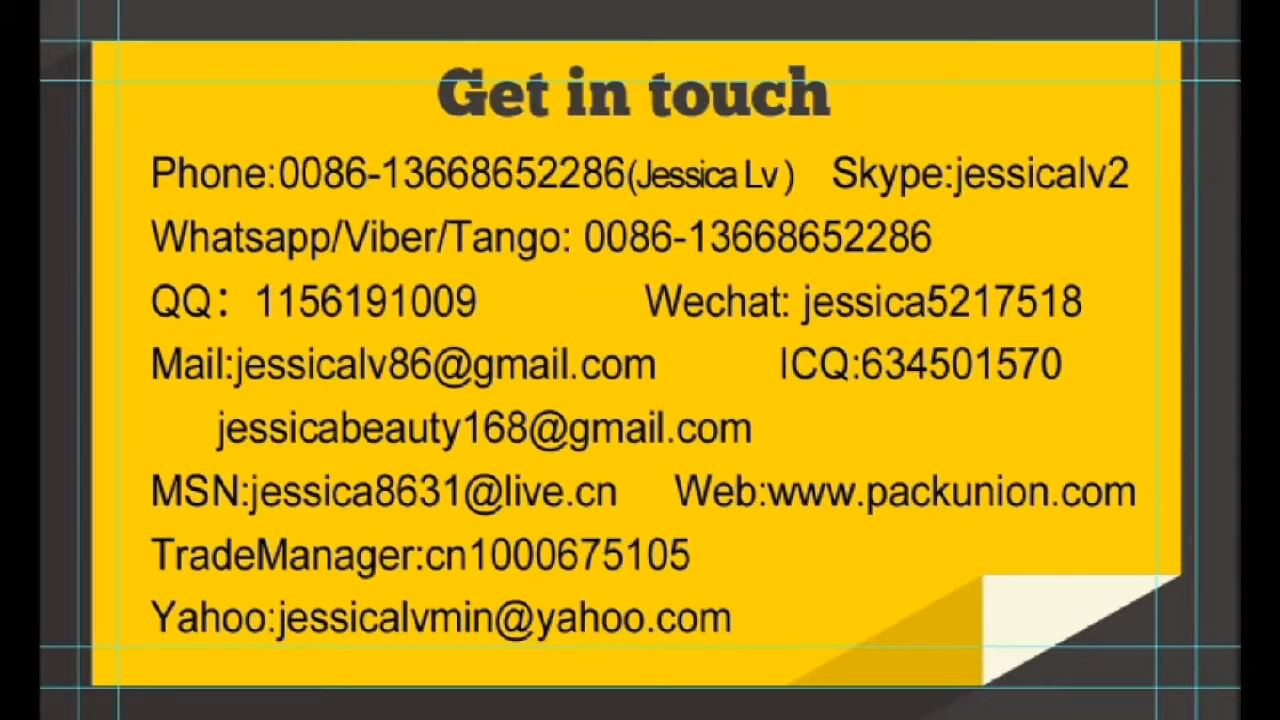 Get in touch
Phone:0086-13668652286(Jessica Lv) Skype:jessicalv2
Whatsapp/Viber/Tango: 0086-13668652286
QQ：1156191009 Wechat: jessica5217518
Mail:jessicalv86@gmail.com ICQ:634501570
jessicabeauty168@gmail.com
MSN:jessica8631@live.cn Web:www.packunion.com
TradeManager:cn1000675105
Yahoo:jessicalvmin@yahoo.com